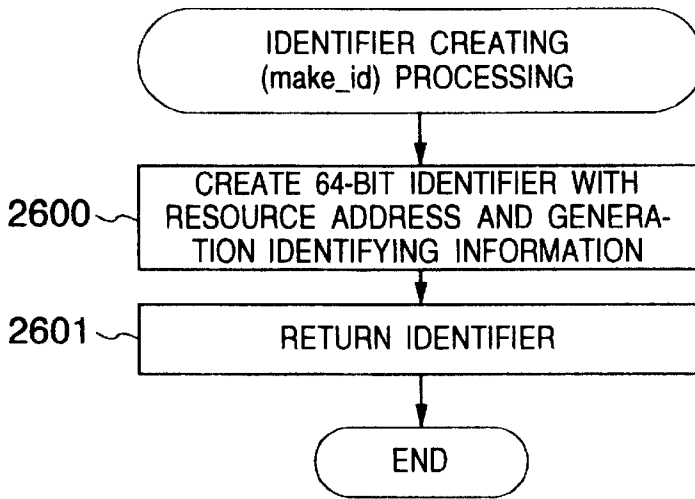 IDENTIFIER CREATING
(make_id) PROCESSING
2600
CREATE 64-BIT IDENTIFIER WITH
RESOURCE ADDRESS AND GENERA-
TION IDENTIFYING INFORMATION
2601
RETURN IDENTIFIER
END